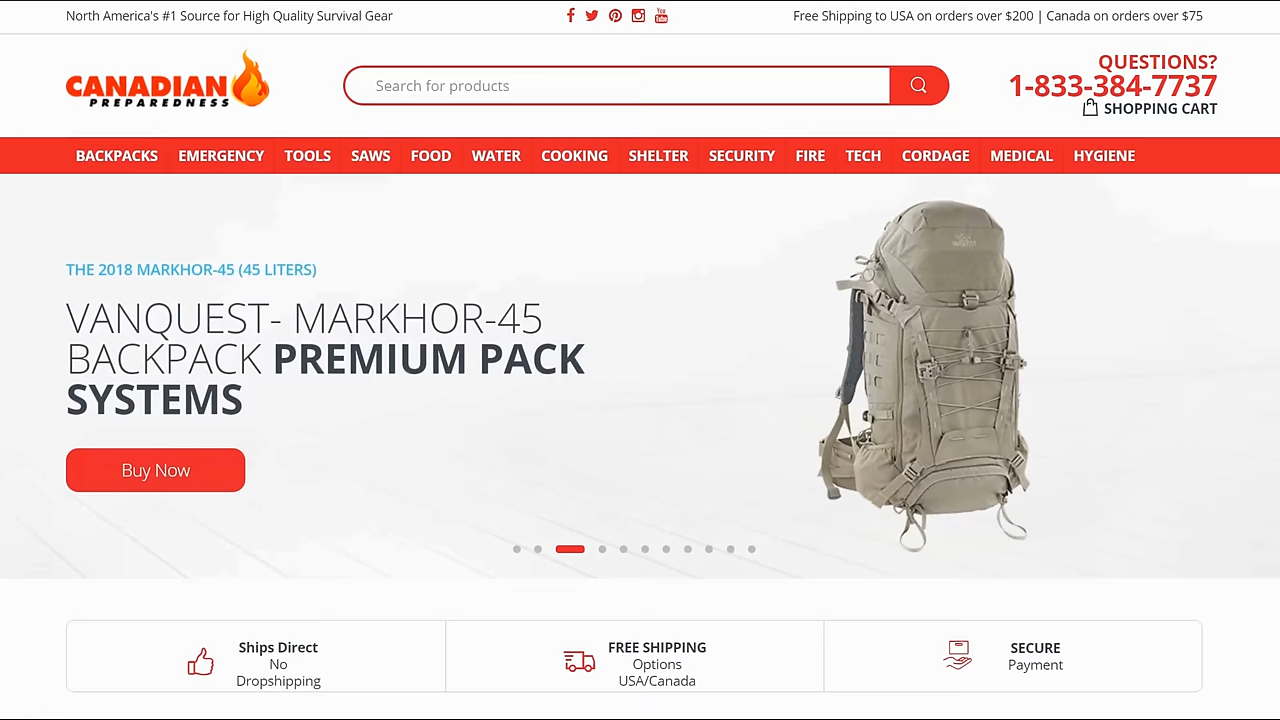 North America's #1 Source for High Quality Survival Gear
You Tube
Free Shipping to USA on orders over $200 | Canada on orders over $75
CANADIAN
PREPAREDNESS
Search for products
QUESTIONS?
1-833-384-7737
SHOPPING CART
BACKPACKS EMERGENCY TOOLS SAWS FOOD WATER COOKING SHELTER SECURITY FIRE TECH CORDAGE MEDICAL HYGIENE
THE 2018 MARKHOR-45 (45 LITERS)
VANQUEST- MARKHOR-45
BACKPACK PREMIUM PACK
SYSTEMS
Buy Now
Ships Direct
No
Dropshipping
FREE SHIPPING
Options
USA/Canada
SECURE
Payment